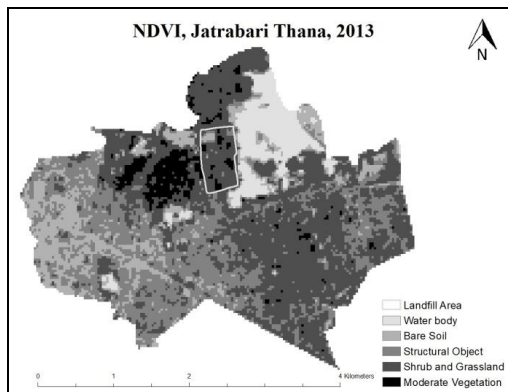 NDVI, Jatrabari Thana, 2013
N
Landfill Area
Water body
Bare Soil
Structural Object
Shrub and Grassland
Moderate Vegetation
0 1 2 4 Kilometers